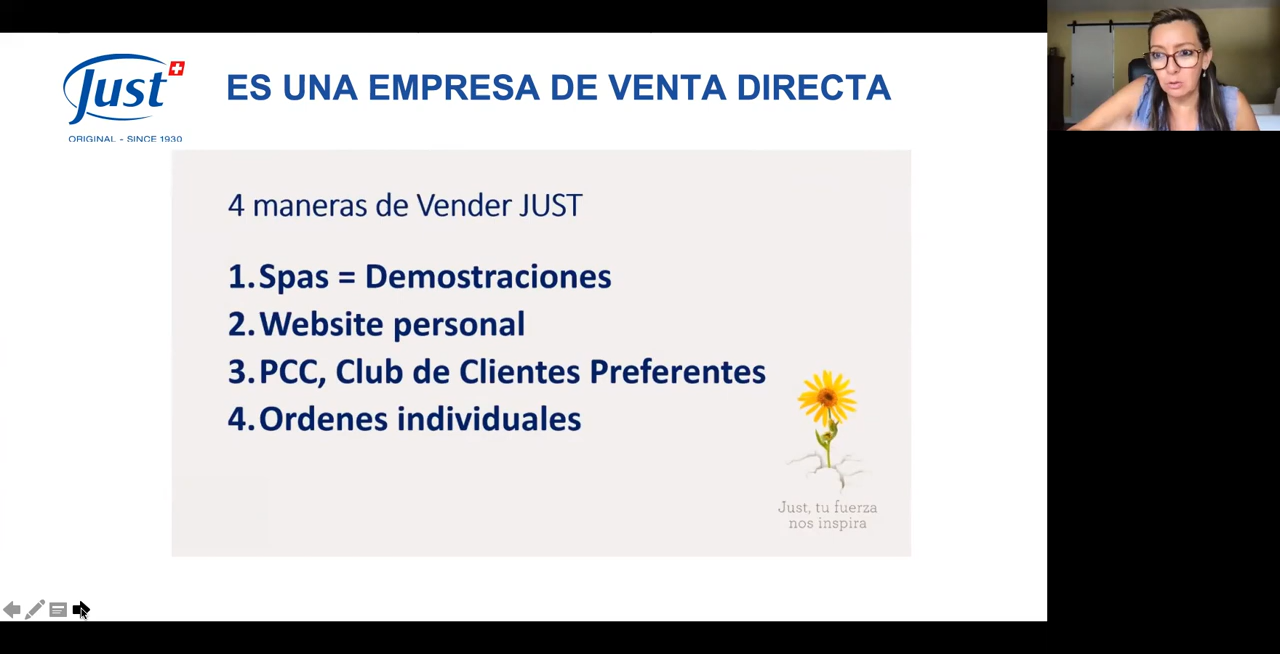 Just
ORIGINAL - SINCE 1930
ES UNA EMPRESA DE VENTA DIRECTA
4 maneras de Vender JUST
1. Spas = Demostraciones
2. Website personal
3. PCC, Club de Clientes Preferentes
4. Ordenes individuales
Just, tu fuerza
nos inspira